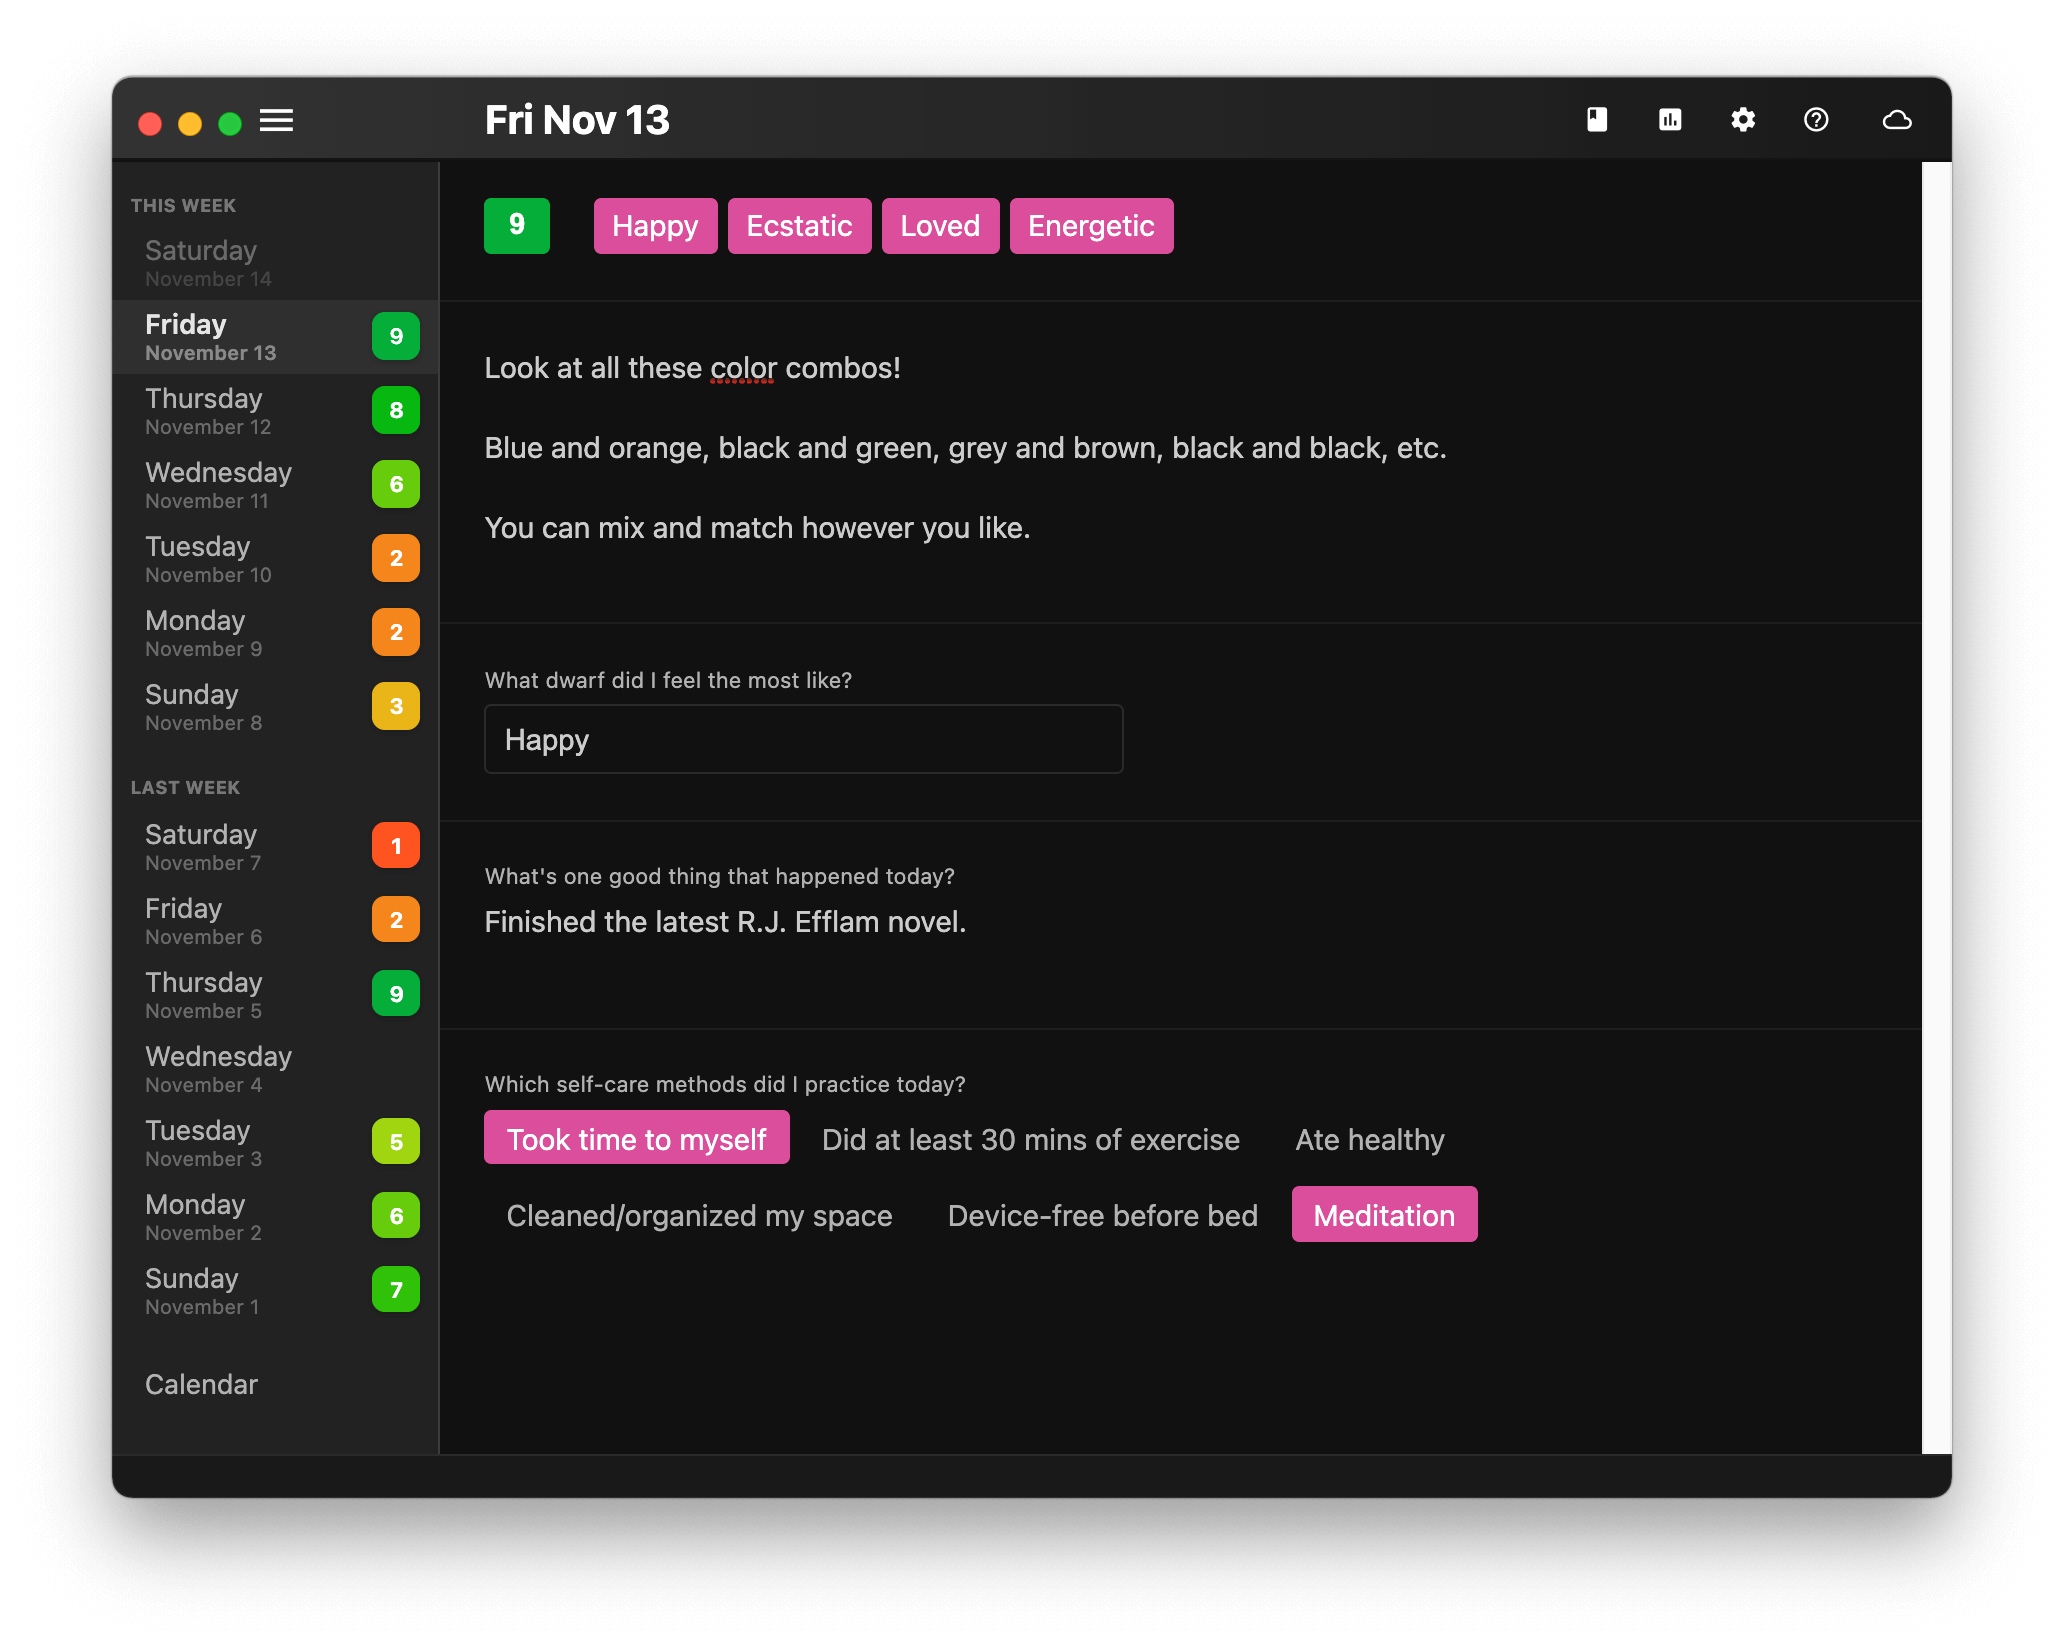 Fri Nov 13
THIS WEEK
Saturday
November 14
Friday
November 13
9
Thursday
November 12
8
Wednesday
November 11
6
Tuesday
November 10
2
Monday
November 9
2
Sunday
November 8
3
LAST WEEK
Saturday
November 7
1
Friday
November 6
2
Thursday
November 5
9
Wednesday
November 4
Tuesday
November 3
5
Monday
November 2
6
Sunday
November 1
7
Calendar
9 Happy Ecstatic Loved Energetic
Look at all these color combos!
Blue and orange, black and green, grey and brown, black and black, etc.
You can mix and match however you like.
What dwarf did I feel the most like?
Happy
What's one good thing that happened today?
Finished the latest R.J. Efflam novel.
Which self-care methods did I practice today?
Took time to myself Did at least 30 mins of exercise Ate healthy
Cleaned/organized my space Device-free before bed Meditation